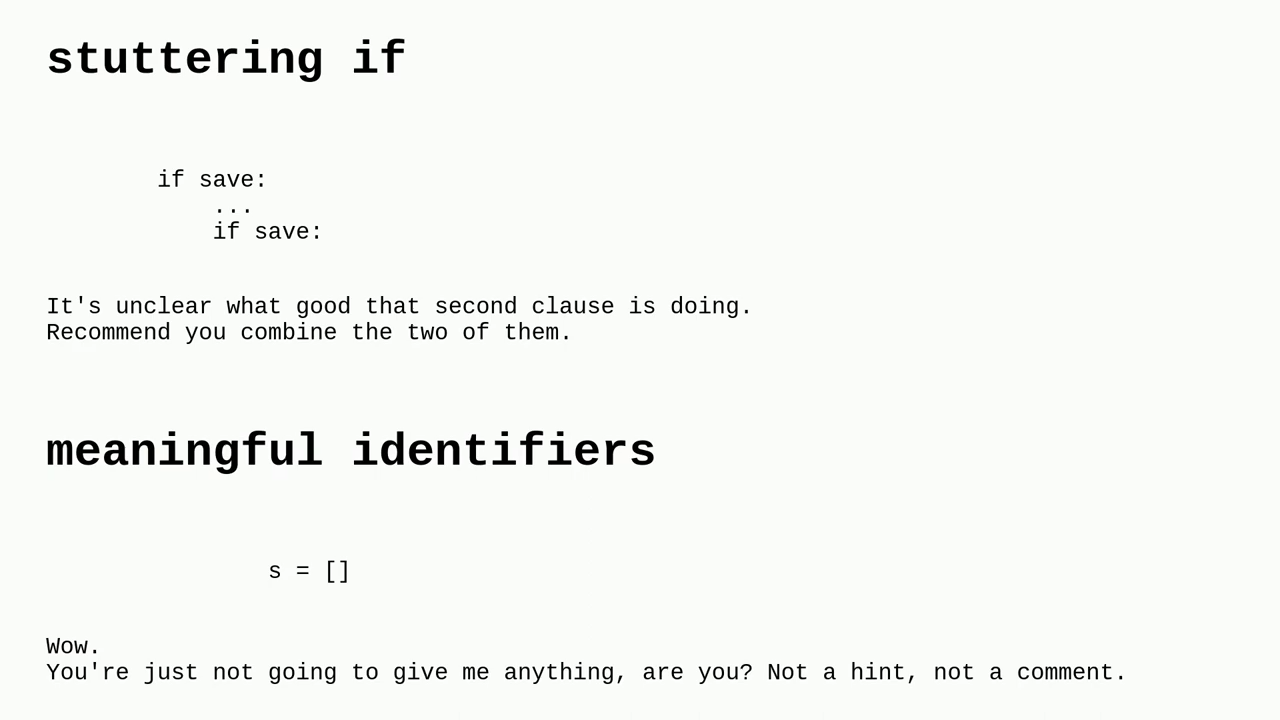 stuttering if
if save:
...
if save:
It's unclear what good that second clause is doing.
Recommend you combine the two of them.
meaningful identifiers
s = []
Wow.
You're just not going to give me anything, are you? Not a hint, not a comment.